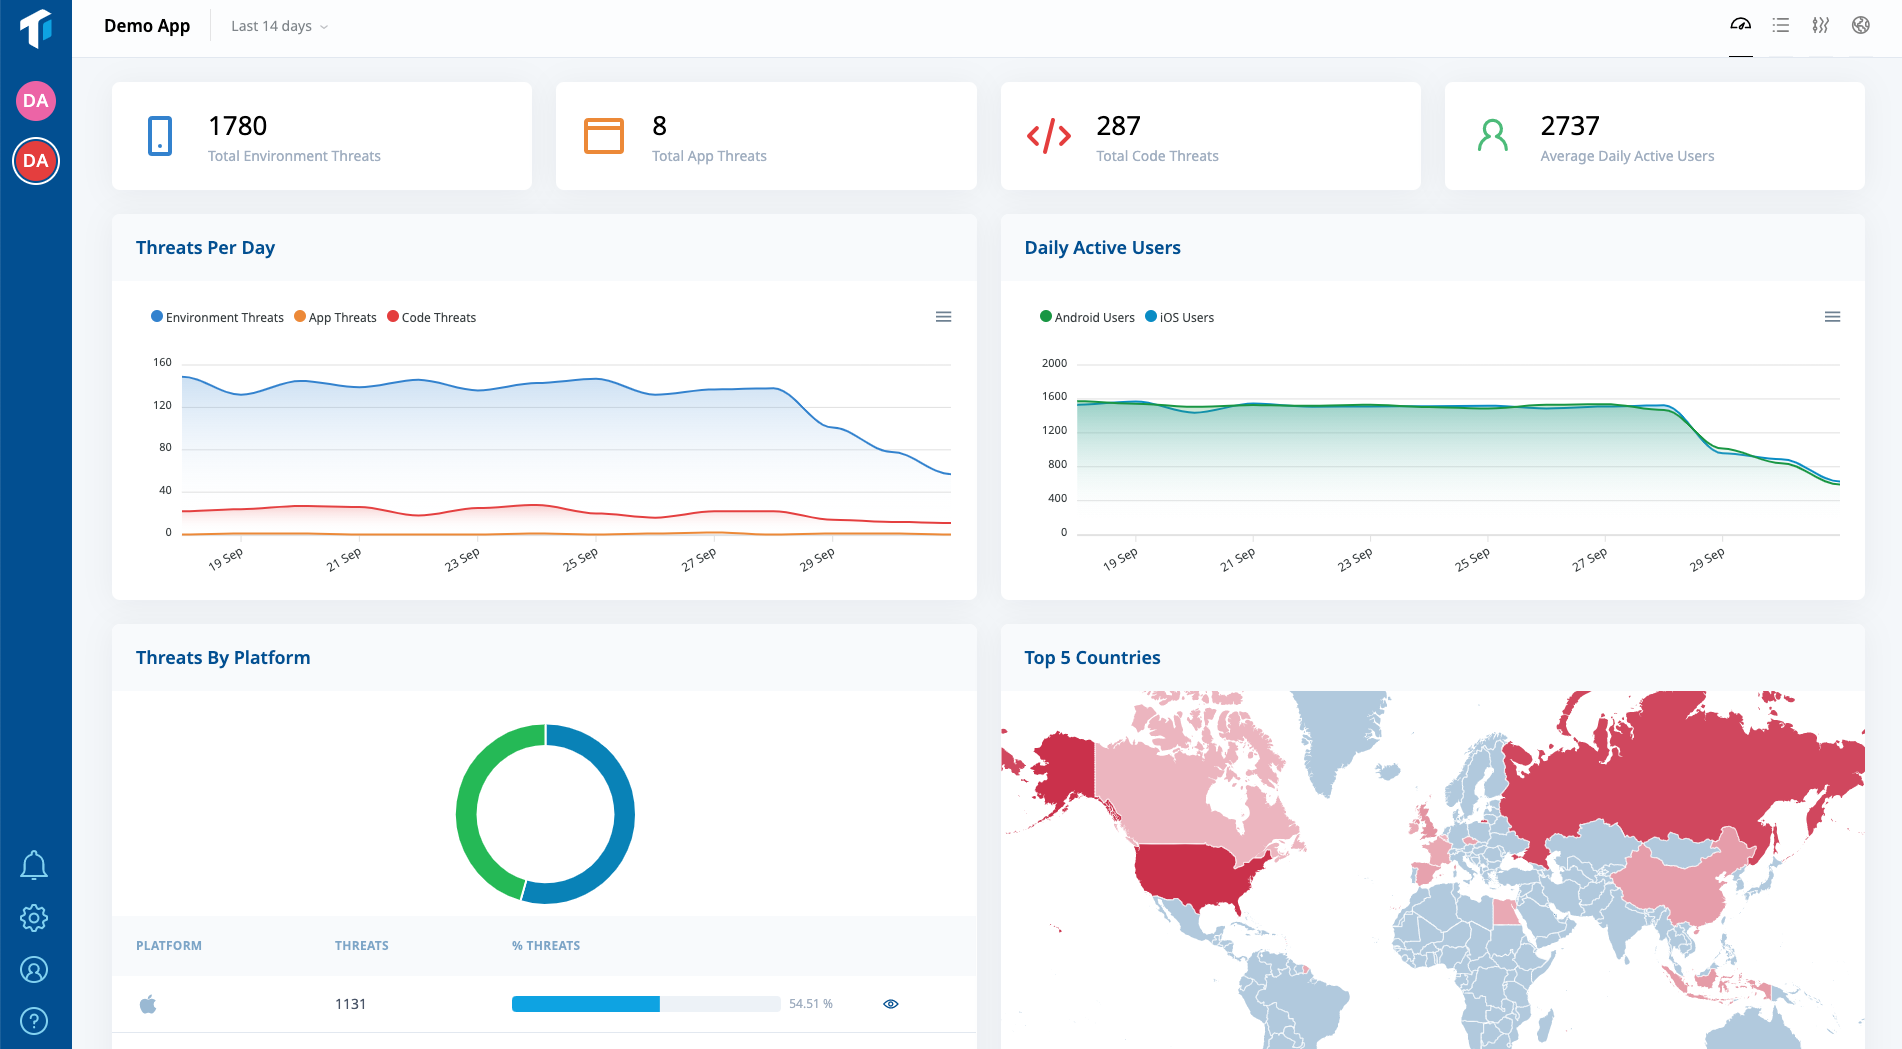 Demo App
Last 14 days
DA
DA
1780
Total Environment Threats
8
Total App Threats
287
Total Code Threats
2737
Average Daily Active Users
Threats Per Day
Environment Threats
App Threats
Code Threats
160
120
80
40
0
19 Sep
21 Sep
23 Sep
25 Sep
27 Sep
29 Sep
Daily Active Users
Android Users
iOS Users
2000
1600
1200
800
400
0
19 Sep
21 Sep
23 Sep
25 Sep
27 Sep
29 Sep
Threats By Platform
PLATFORM THREATS % THREATS
1131 54.51 %
Top 5 Countries